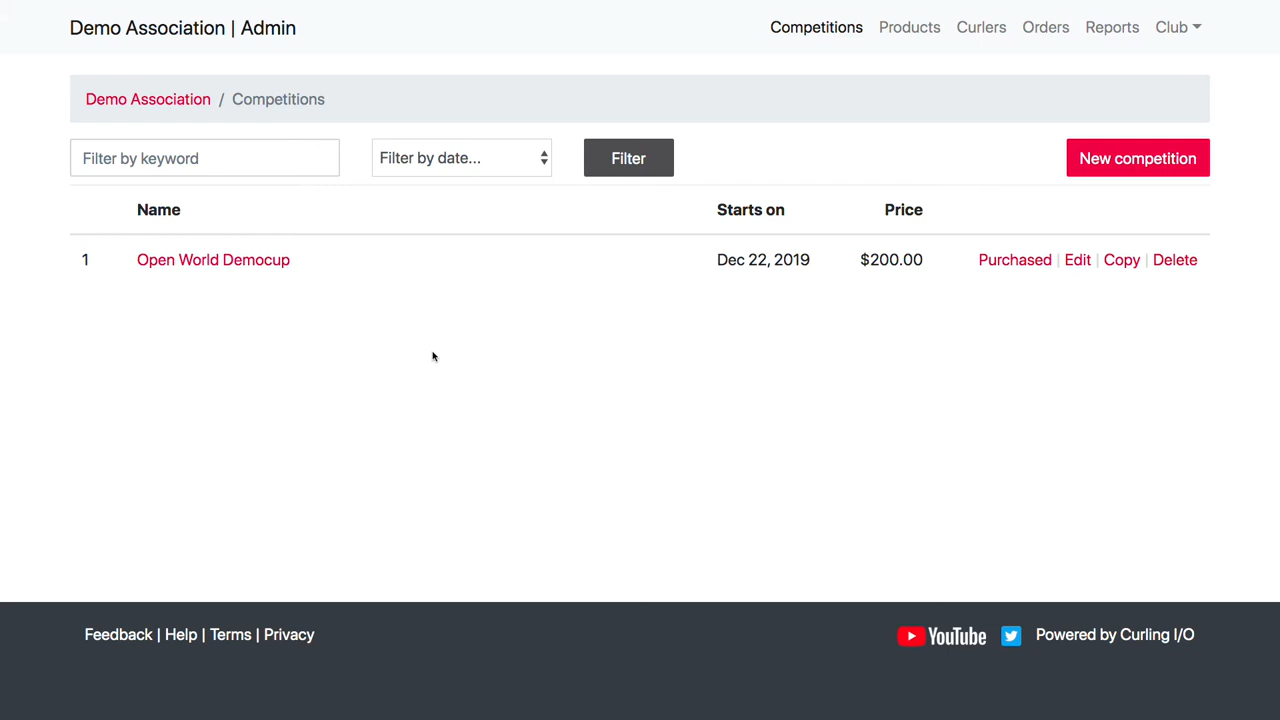 Demo Association | Admin
Competitions Products Curlers Orders Reports Club
Demo Association / Competitions
Filter by keyword Filter by date... Filter New competition
Name Starts on Price
1 Open World Democup Dec 22, 2019 $200.00 Purchased | Edit | Copy | Delete
Feedback | Help | Terms | Privacy YouTube Powered by Curling I/O